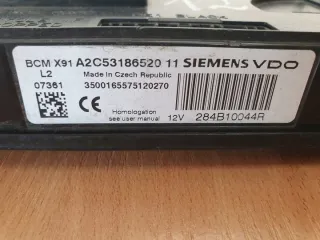 BCM X91 A2C53186520 11 SIEMENS VDO
L2 Made in Czech Republic
07361 3500165575120270
CE Homologation
see user manual 12V 284B10044R